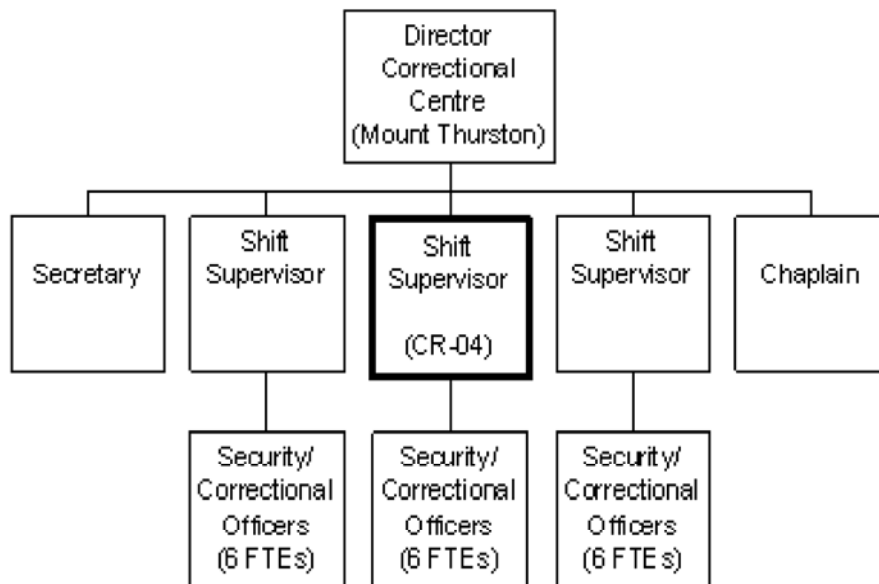 Director
Correctional
Centre
(Mount Thurston)
Secretary
Shift
Supervisor
Shift
Supervisor
(CR-04)
Shift
Supervisor
Chaplain
Security/
Correctional
Officers
(6 FTEs)
Security/
Correctional
Officers
(6 FTEs)
Security/
Correctional
Officers
(6 FTEs)